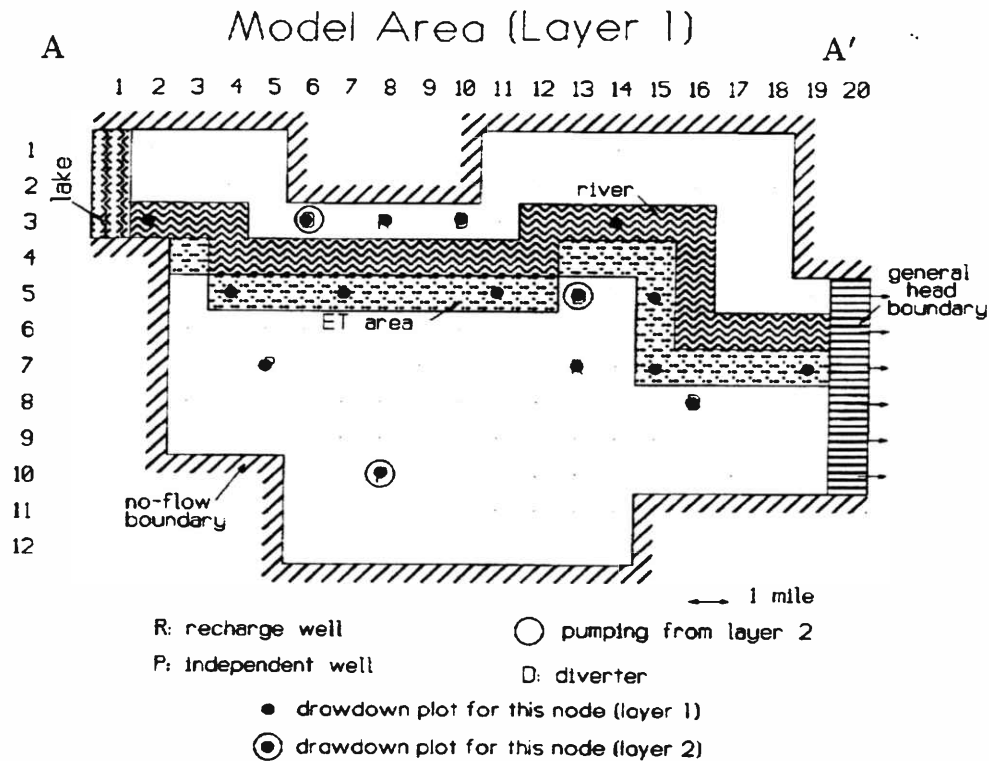 Model Area (Layer 1)
A A'
1 2 3 4 5 6 7 8 9 10 11 12 13 14 15 16 17 18 19 20
1
2
3
4
5
6
7
8
9
10
11
12
lake
river
general
head
boundary
ET area
R
D
P
no-flow
boundary
1 mile
R: recharge well
pumping from layer 2
P: independent well
D: diverter
drawdown plot for this node (layer 1)
drawdown plot for this node (layer 2)